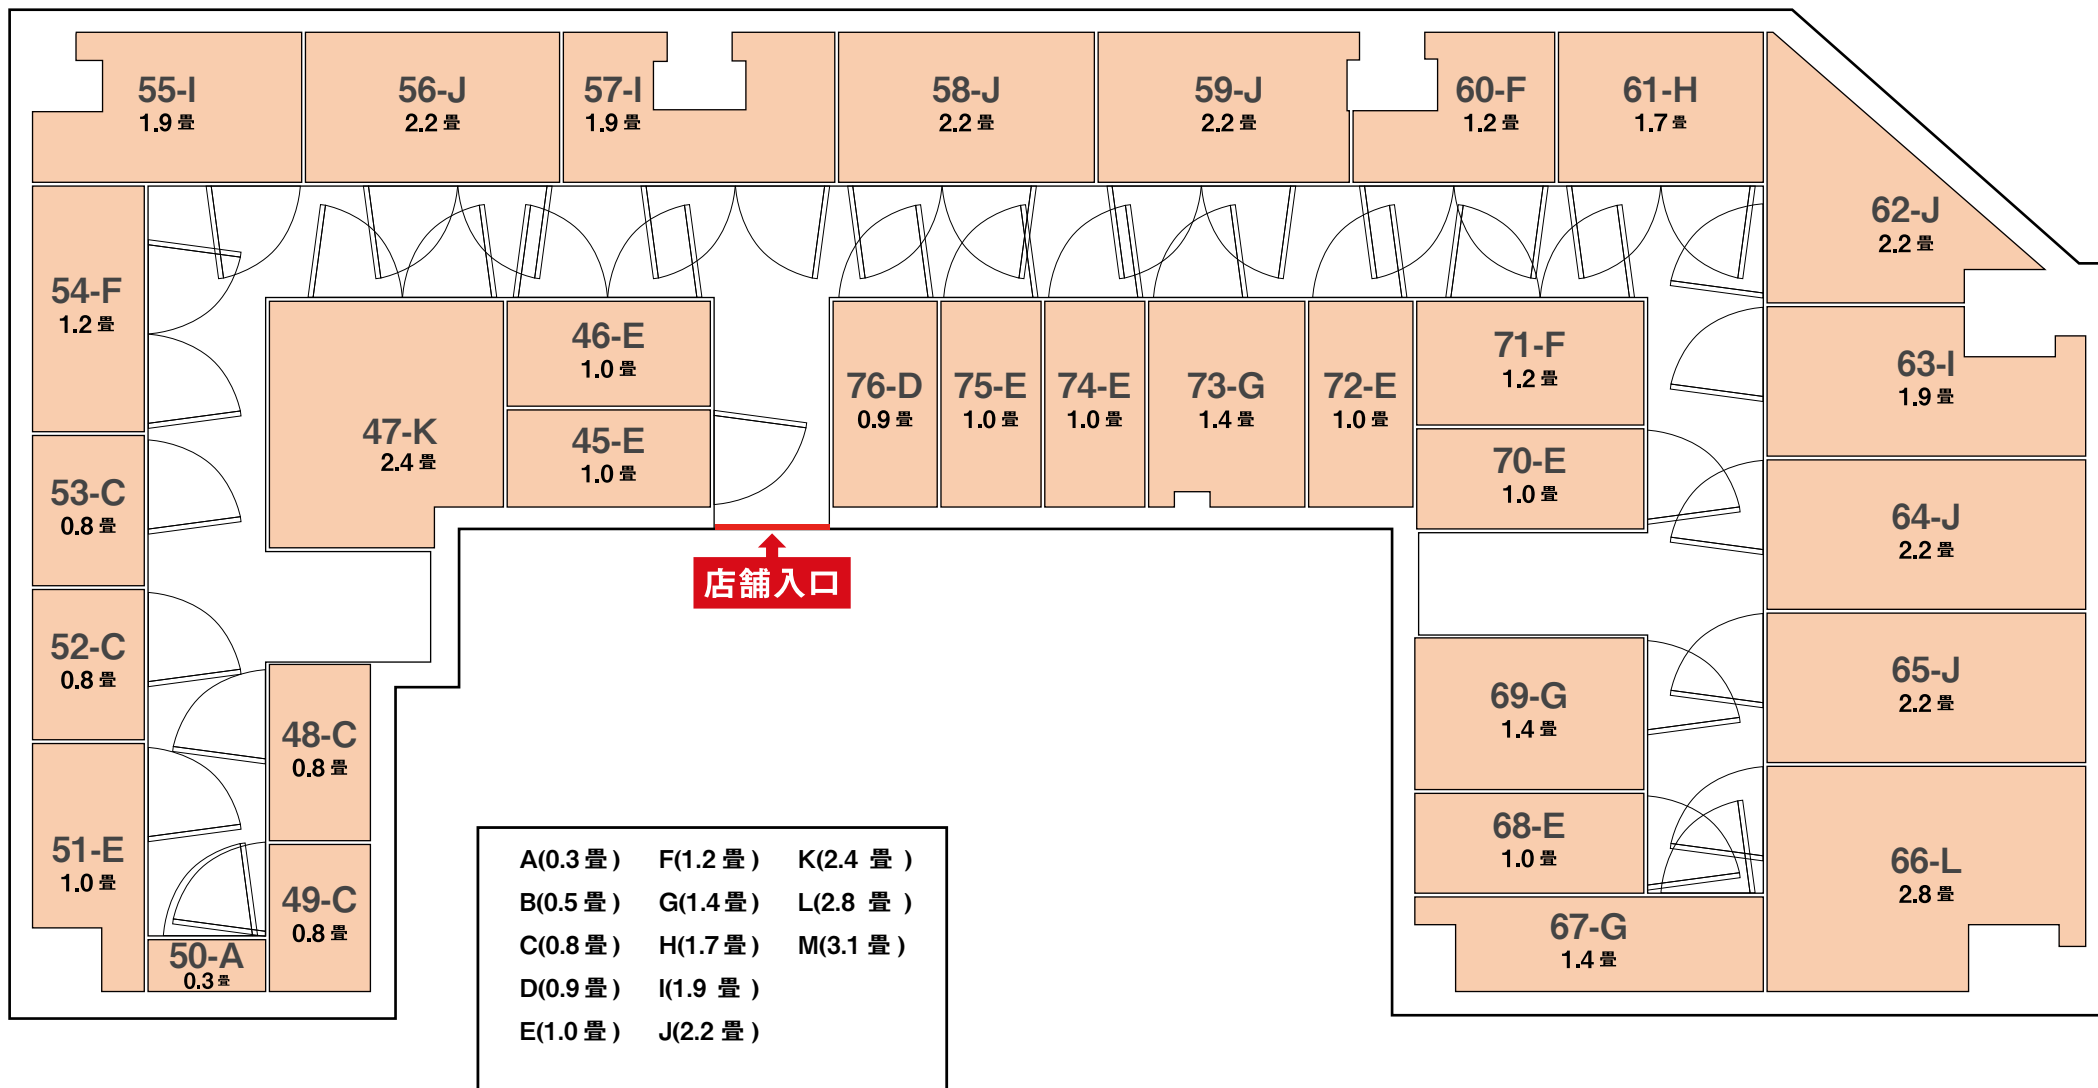 55-I
1.9 畳
56-J
2.2 畳
57-I
1.9 畳
58-J
2.2 畳
59-J
2.2 畳
60-F
1.2 畳
61-H
1.7 畳
62-J
2.2 畳
54-F
1.2 畳
46-E
1.0 畳
47-K
2.4 畳
45-E
1.0 畳
76-D
0.9 畳
75-E
1.0 畳
74-E
1.0 畳
73-G
1.4 畳
72-E
1.0 畳
71-F
1.2 畳
63-I
1.9 畳
70-E
1.0 畳
53-C
0.8 畳
64-J
2.2 畳
店舗入口
52-C
0.8 畳
48-C
0.8 畳
69-G
1.4 畳
65-J
2.2 畳
51-E
1.0 畳
49-C
0.8 畳
50-A
0.3 畳
68-E
1.0 畳
66-L
2.8 畳
67-G
1.4 畳
A(0.3 畳 ) F(1.2 畳 ) K(2.4 畳 )
B(0.5 畳 ) G(1.4 畳 ) L(2.8 畳 )
C(0.8 畳 ) H(1.7 畳 ) M(3.1 畳 )
D(0.9 畳 ) I(1.9 畳 )
E(1.0 畳 ) J(2.2 畳 )